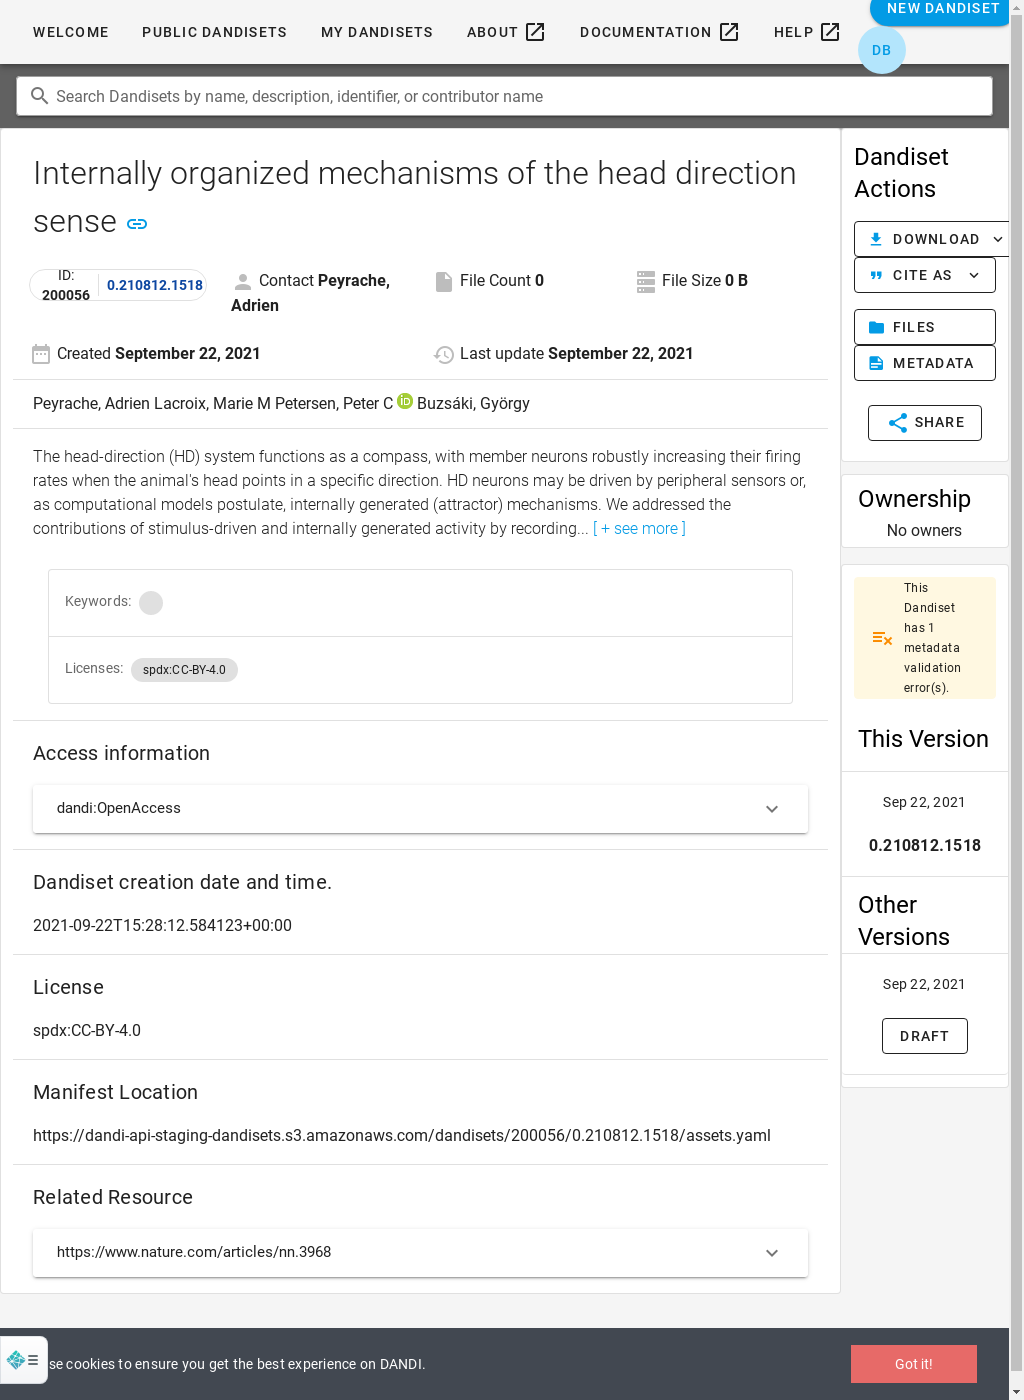 WELCOME PUBLIC DANDISETS MY DANDISETS ABOUT DOCUMENTATION HELP NEW DANDISET
DB
Search Dandisets by name, description, identifier, or contributor name
Internally organized mechanisms of the head direction
sense
ID:
200056 0.210812.1518
Contact Peyrache,
Adrien
File Count 0
File Size 0 B
Created September 22, 2021
Last update September 22, 2021
Peyrache, Adrien Lacroix, Marie M Petersen, Peter C iD Buzsáki, György
The head-direction (HD) system functions as a compass, with member neurons robustly increasing their firing
rates when the animal's head points in a specific direction. HD neurons may be driven by peripheral sensors or,
as computational models postulate, internally generated (attractor) mechanisms. We addressed the
contributions of stimulus-driven and internally generated activity by recording... [ + see more ]
Keywords:
Licenses: spdx:CC-BY-4.0
Access information
dandi:OpenAccess
Dandiset creation date and time.
2021-09-22T15:28:12.584123+00:00
License
spdx:CC-BY-4.0
Manifest Location
https://dandi-api-staging-dandisets.s3.amazonaws.com/dandisets/200056/0.210812.1518/assets.yaml
Related Resource
https://www.nature.com/articles/nn.3968
Dandiset
Actions
DOWNLOAD
CITE AS
FILES
METADATA
SHARE
Ownership
No owners
This
Dandiset
has 1
metadata
validation
error(s).
This Version
Sep 22, 2021
0.210812.1518
Other
Versions
Sep 22, 2021
DRAFT
se cookies to ensure you get the best experience on DANDI.
Got it!